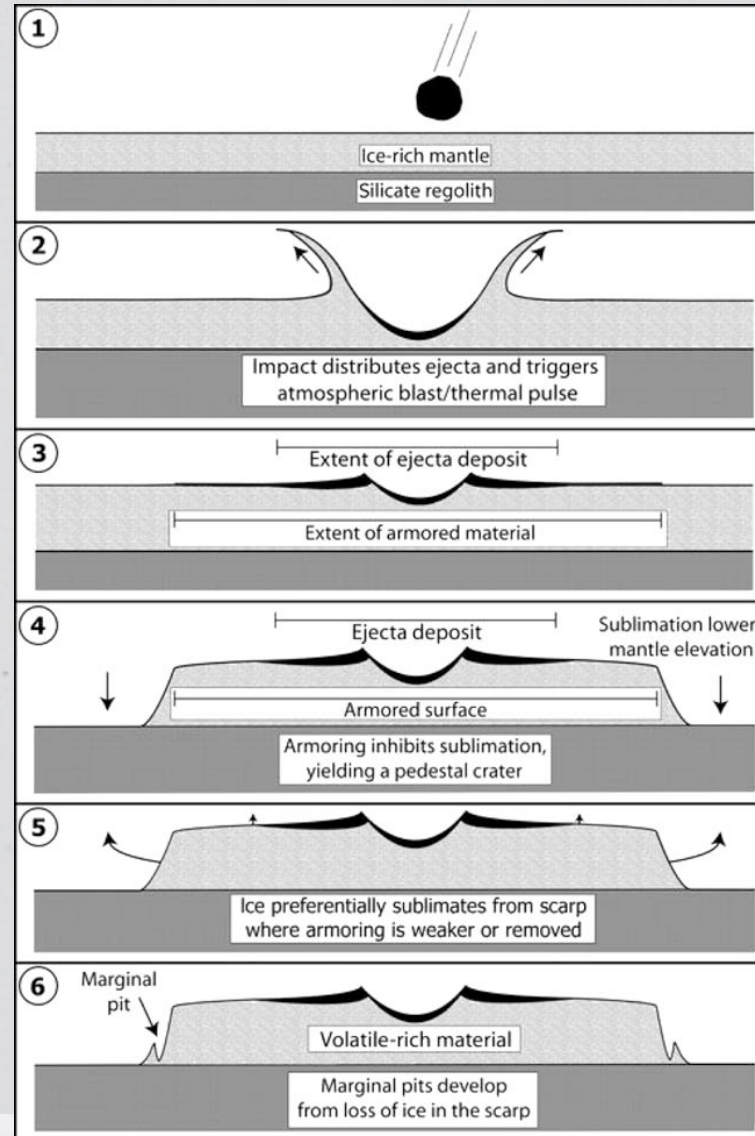 1
Ice-rich mantle
Silicate regolith
2
Impact distributes ejecta and triggers
atmospheric blast/thermal pulse
3
Extent of ejecta deposit
Extent of armored material
4
Ejecta deposit
Sublimation lower
mantle elevation
Armored surface
Armoring inhibits sublimation,
yielding a pedestal crater
5
Ice preferentially sublimates from scarp
where armoring is weaker or removed
6
Marginal
pit
Volatile-rich material
Marginal pits develop
from loss of ice in the scarp